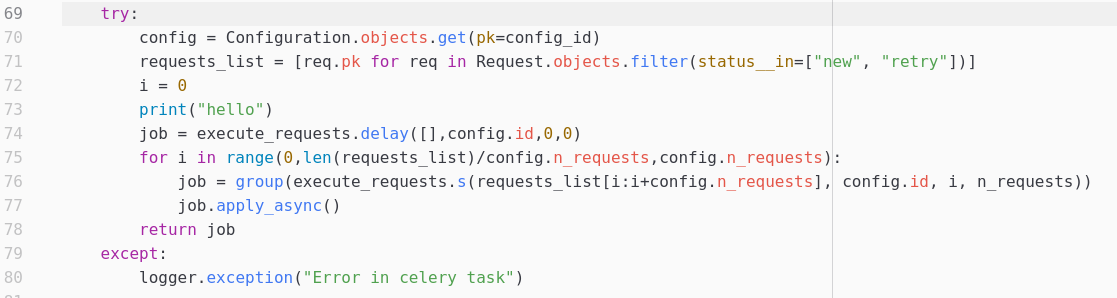 69 try:
70 config = Configuration.objects.get(pk=config_id)
71 requests_list = [req.pk for req in Request.objects.filter(status__in=["new", "retry"])]
72 i = 0
73 print("hello")
74 job = execute_requests.delay([],config.id,0,0)
75 for i in range(0,len(requests_list)/config.n_requests,config.n_requests):
76 job = group(execute_requests.s(requests_list[i:i+config.n_requests], config.id, i, n_requests))
77 job.apply_async()
78 return job
79 except:
80 logger.exception("Error in celery task")